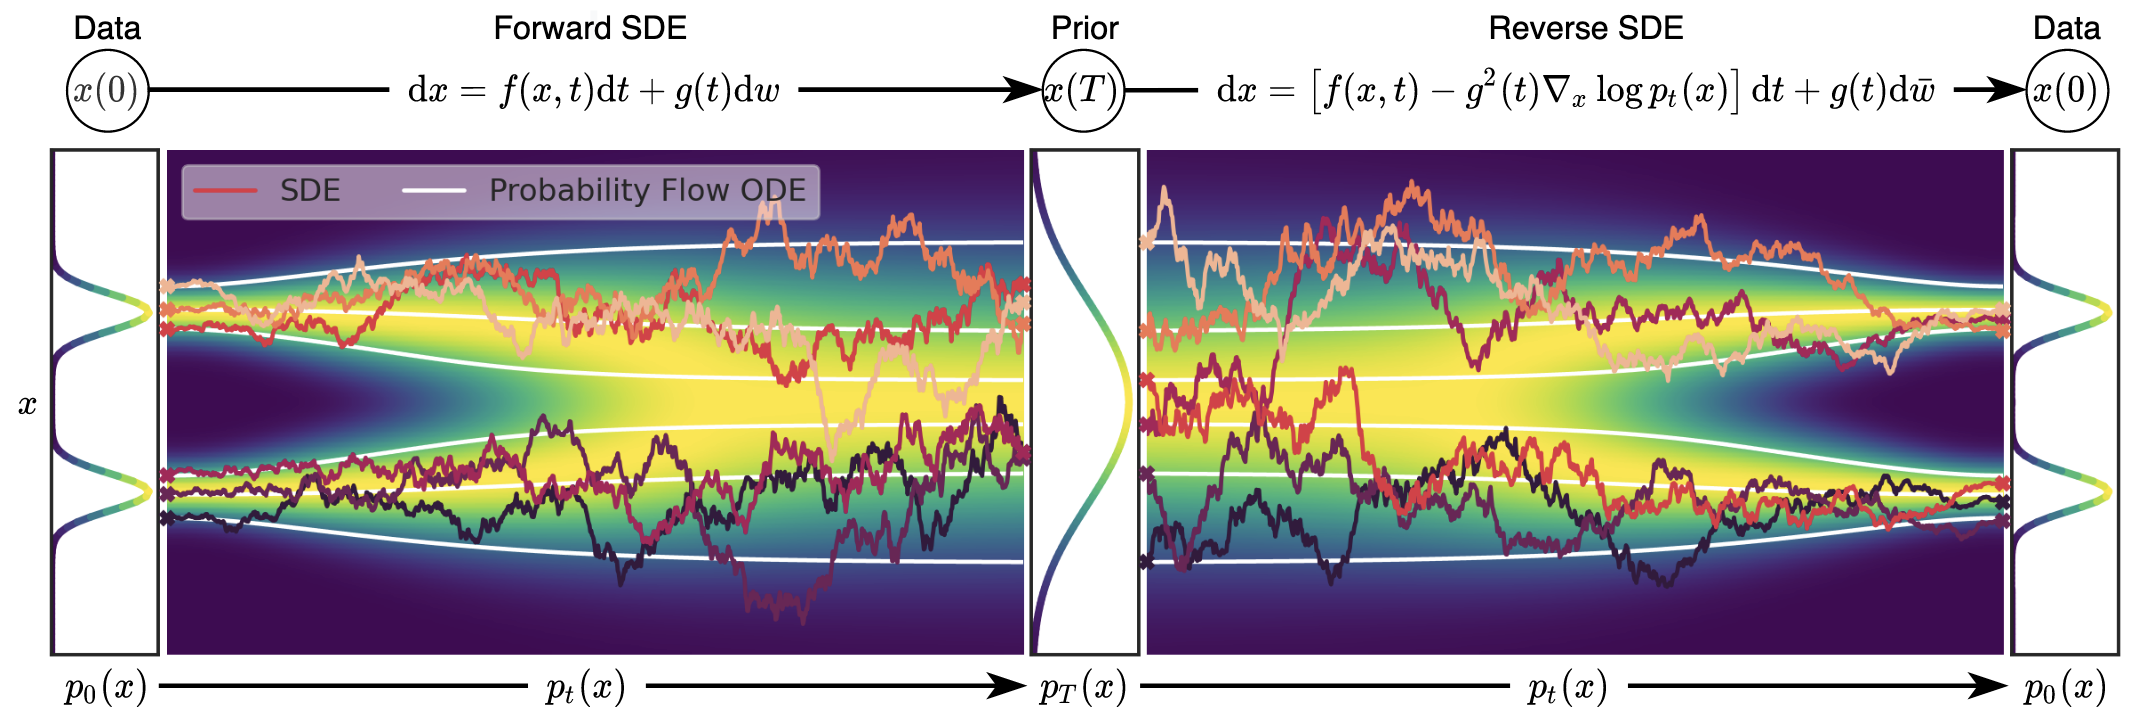 Data Forward SDE Prior Reverse SDE Data
x(0) dx = f(x, t)dt + g(t)dw x(T) dx = [f(x, t) − g²(t)∇ₓ log pₜ(x)] dt + g(t)dw̄ x(0)
SDE Probability Flow ODE
x
p₀(x) pₜ(x) p_T(x) pₜ(x) p₀(x)